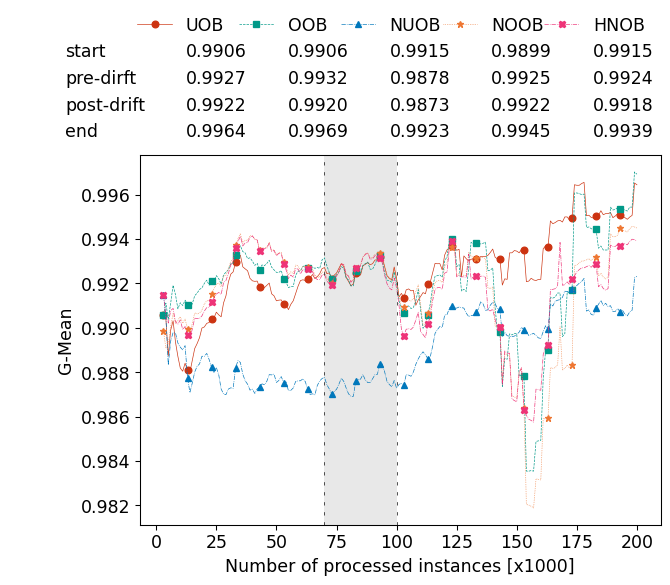 UOB OOB NUOB NOOB HNOB
start 0.9906 0.9906 0.9915 0.9899 0.9915
pre-dirft 0.9927 0.9932 0.9878 0.9925 0.9924
post-drift 0.9922 0.9920 0.9873 0.9922 0.9918
end 0.9964 0.9969 0.9923 0.9945 0.9939
0.996
0.994
0.992
0.990
0.988
0.986
0.984
0.982
G-Mean
0 25 50 75 100 125 150 175 200
Number of processed instances [x1000]